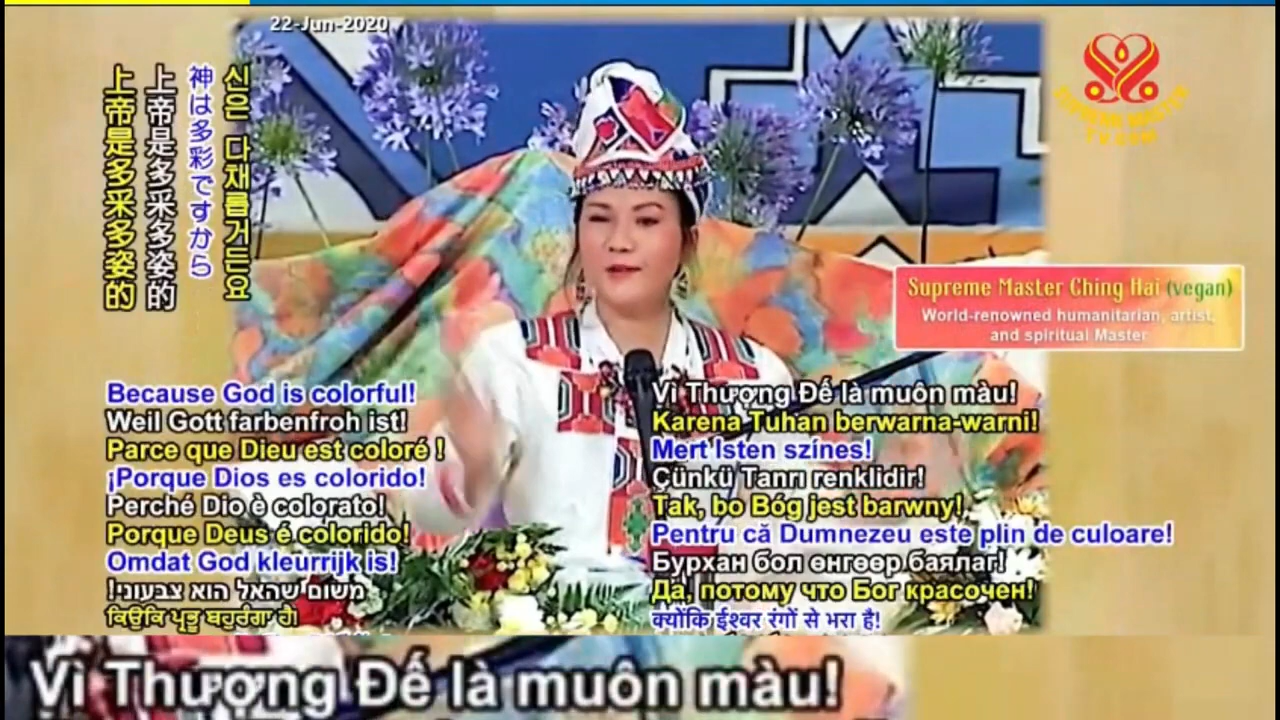 22-Jun-2020
SUPREME MASTER
신은 다채롭거든요
神は多彩ですから
上帝是多采多姿的
上帝是多采多姿的
Supreme Master Ching Hai (vegan)
World-renowned humanitarian, artist,
and spiritual Master
Because God is colorful!
Weil Gott farbenfroh ist!
Parce que Dieu est coloré !
¡Porque Dios es colorido!
Perché Dio è colorato!
Porque Deus é colorido!
Omdat God kleurrijk is!
משום שהאל הוא צבעוני!
ਕਿਉਕਿ ਪ੍ਰਭੂ ਬਹੁਰੰਗਾ ਹੈ!
Vì Thượng Đế là muôn màu!
Karena Tuhan berwarna-warni!
Mert Isten színes!
Çünkü Tanrı renklidir!
Tak, bo Bóg jest barwny!
Pentru că Dumnezeu este plin de culoare!
Бурхан бол өнгөөр баялаг!
Да, потому что Бог красочен!
क्योंकि ईश्वर रंगों से भरा है!
Vì Thượng Đế là muôn màu!